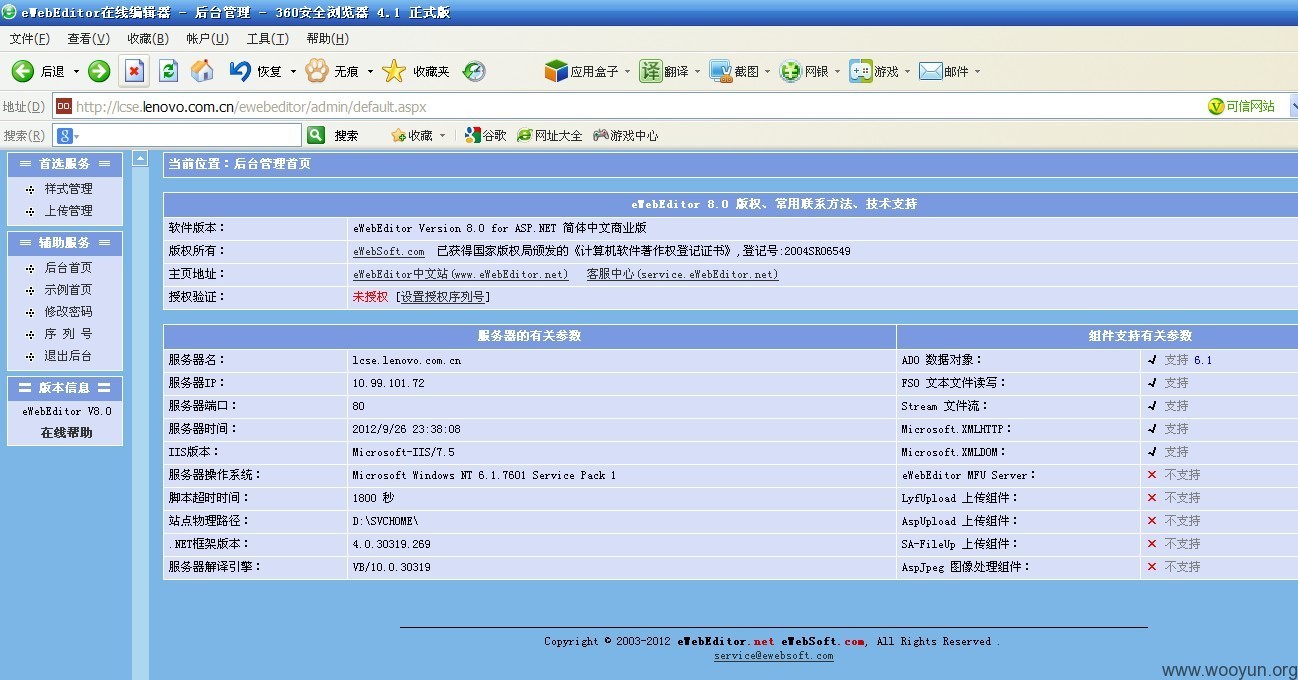 eWebEditor在线编辑器 - 后台管理 - 360安全浏览器 4.1 正式版
文件(F) 查看(V) 收藏(B) 帐户(U) 工具(T) 帮助(H)
后退 恢复 无痕 收藏夹 应用盒子 译 翻译 截图 网银 游戏 邮件
地址(D) http://lcse.lenovo.com.cn/ewebeditor/admin/default.aspx 可信网站
搜索(R) 搜索 收藏 谷歌 网址大全 游戏中心
首选服务
样式管理
上传管理
辅助服务
后台首页
示例首页
修改密码
序 列 号
退出后台
版本信息
eWebEditor V8.0
在线帮助
当前位置：后台管理首页
eWebEditor 8.0 版权、常用联系方法、技术支持
软件版本： eWebEditor Version 8.0 for ASP.NET 简体中文商业版
版权所有： eWebSoft.com 已获得国家版权局颁发的《计算机软件著作权登记证书》,登记号:2004SR06549
主页地址： eWebEditor中文站(www.eWebEditor.net) 客服中心(service.eWebEditor.net)
授权验证： 未授权 [设置授权序列号]
服务器的有关参数
服务器名： lcse.lenovo.com.cn
服务器IP： 10.99.101.72
服务器端口： 80
服务器时间： 2012/9/26 23:38:08
IIS版本： Microsoft-IIS/7.5
服务器操作系统： Microsoft Windows NT 6.1.7601 Service Pack 1
脚本超时时间： 1800 秒
站点物理路径： D:\SVCHOME\
.NET框架版本： 4.0.30319.269
服务器解译引擎： VB/10.0.30319
组件支持有关参数
ADO 数据对象： ✓ 支持 6.1
FSO 文本文件读写： ✓ 支持
Stream 文件流： ✓ 支持
Microsoft.XMLHTTP： ✓ 支持
Microsoft.XMLDOM： ✓ 支持
eWebEditor MFU Server： × 不支持
LyfUpload 上传组件： × 不支持
AspUpload 上传组件： × 不支持
SA-FileUp 上传组件： × 不支持
AspJpeg 图像处理组件： × 不支持
Copyright © 2003-2012 eWebEditor.net eWebSoft.com, All Rights Reserved .
service@ewebsoft.com
www.wooyun.org